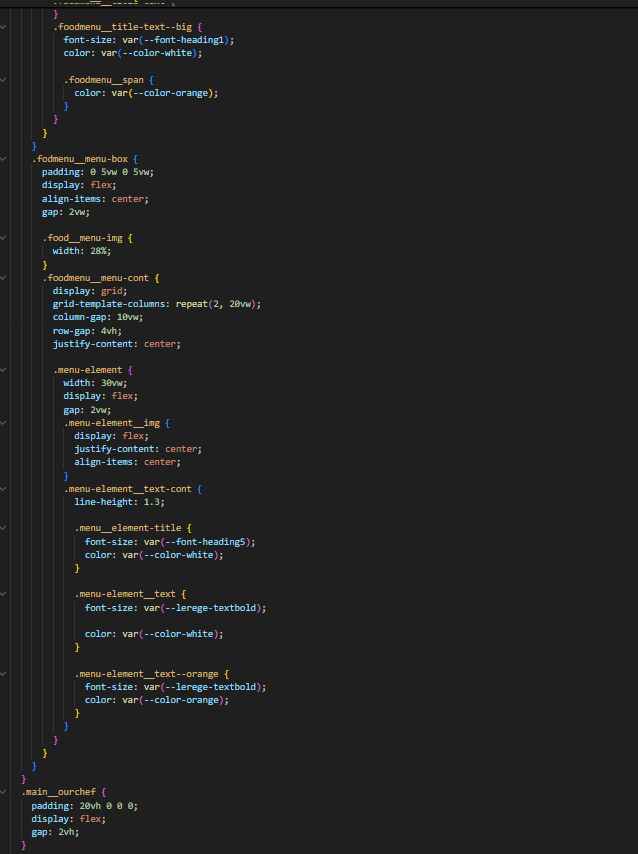 }
.foodmenu__title-text--big {
font-size: var(--font-heading1);
color: var(--color-white);
.foodmenu__span {
color: var(--color-orange);
}
}
}
}
.fodmenu__menu-box {
padding: 0 5vw 0 5vw;
display: flex;
align-items: center;
gap: 2vw;
.food__menu-img {
width: 28%;
}
.foodmenu__menu-cont {
display: grid;
grid-template-columns: repeat(2, 20vw);
column-gap: 10vw;
row-gap: 4vh;
justify-content: center;
.menu-element {
width: 30vw;
display: flex;
gap: 2vw;
.menu-element__img {
display: flex;
justify-content: center;
align-items: center;
}
.menu-element__text-cont {
line-height: 1.3;
.menu__element-title {
font-size: var(--font-heading5);
color: var(--color-white);
}
.menu-element__text {
font-size: var(--lerege-textbold);
color: var(--color-white);
}
.menu-element__text--orange {
font-size: var(--lerege-textbold);
color: var(--color-orange);
}
}
}
}
}
}
.main__ourchef {
padding: 20vh 0 0 0;
display: flex;
gap: 2vh;
}